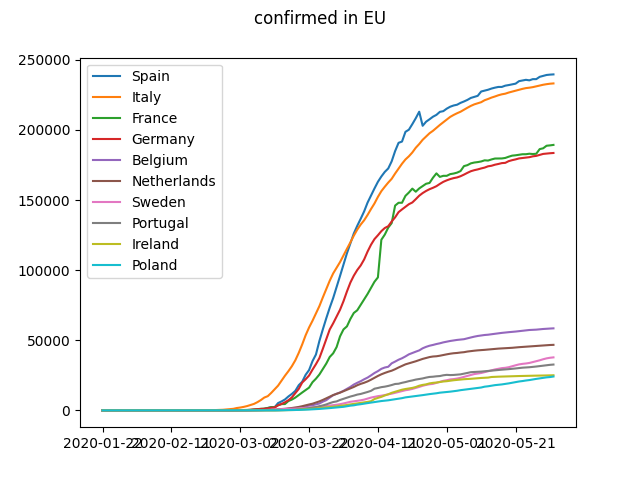 confirmed in EU
250000
200000
150000
100000
50000
0
Spain
Italy
France
Germany
Belgium
Netherlands
Sweden
Portugal
Ireland
Poland
2020-01-22 2020-02-11 2020-03-02 2020-03-22 2020-04-11 2020-05-01 2020-05-21